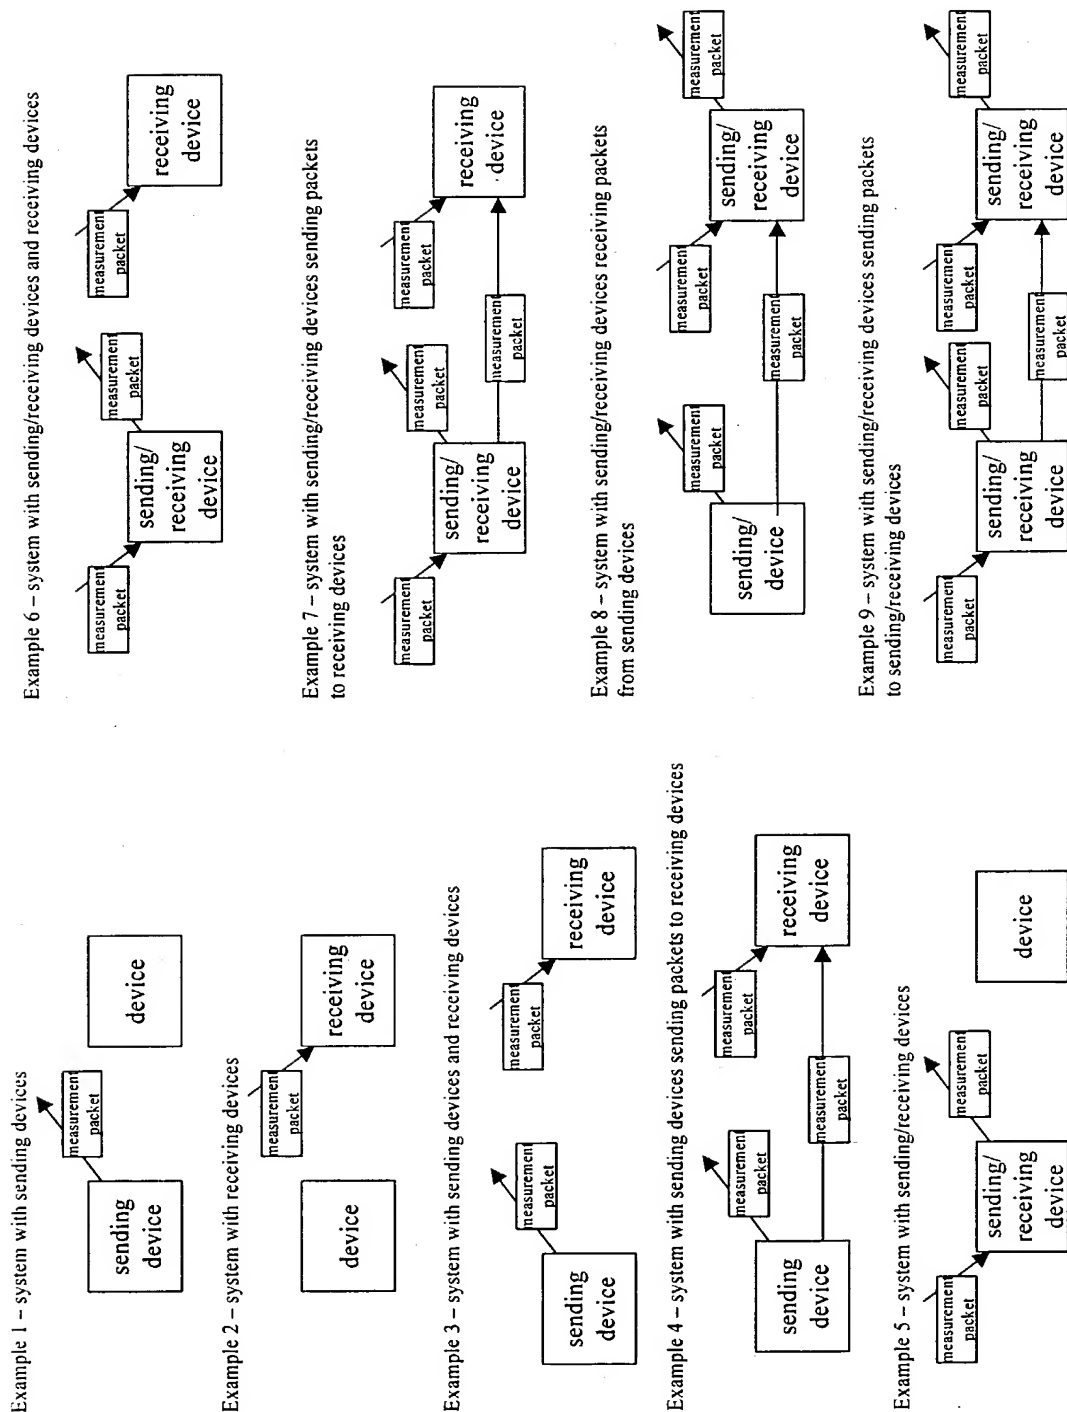 Example 1 – system with sending devices
sending
device
measurement
packet
device
Example 2 – system with receiving devices
device
measurement
packet
receiving
device
Example 3 – system with sending devices and receiving devices
sending
device
measurement
packet
measurement
packet
receiving
device
Example 4 – system with sending devices sending packets to receiving devices
sending
device
measurement
packet
measurement
packet
measurement
packet
receiving
device
Example 5 – system with sending/receiving devices
measurement
packet
sending/
receiving
device
measurement
packet
device
Example 6 – system with sending/receiving devices and receiving devices
measurement
packet
sending/
receiving
device
measurement
packet
measurement
packet
receiving
device
Example 7 – system with sending/receiving devices sending packets
to receiving devices
measurement
packet
sending/
receiving
device
measurement
packet
measurement
packet
measurement
packet
receiving
device
Example 8 – system with sending/receiving devices receiving packets
from sending devices
sending/
device
measurement
packet
measurement
packet
measurement
packet
sending/
receiving
device
measurement
packet
Example 9 – system with sending/receiving devices sending packets
to sending/receiving devices
measurement
packet
sending/
receiving
device
measurement
packet
measurement
packet
measurement
packet
sending/
receiving
device
measurement
packet